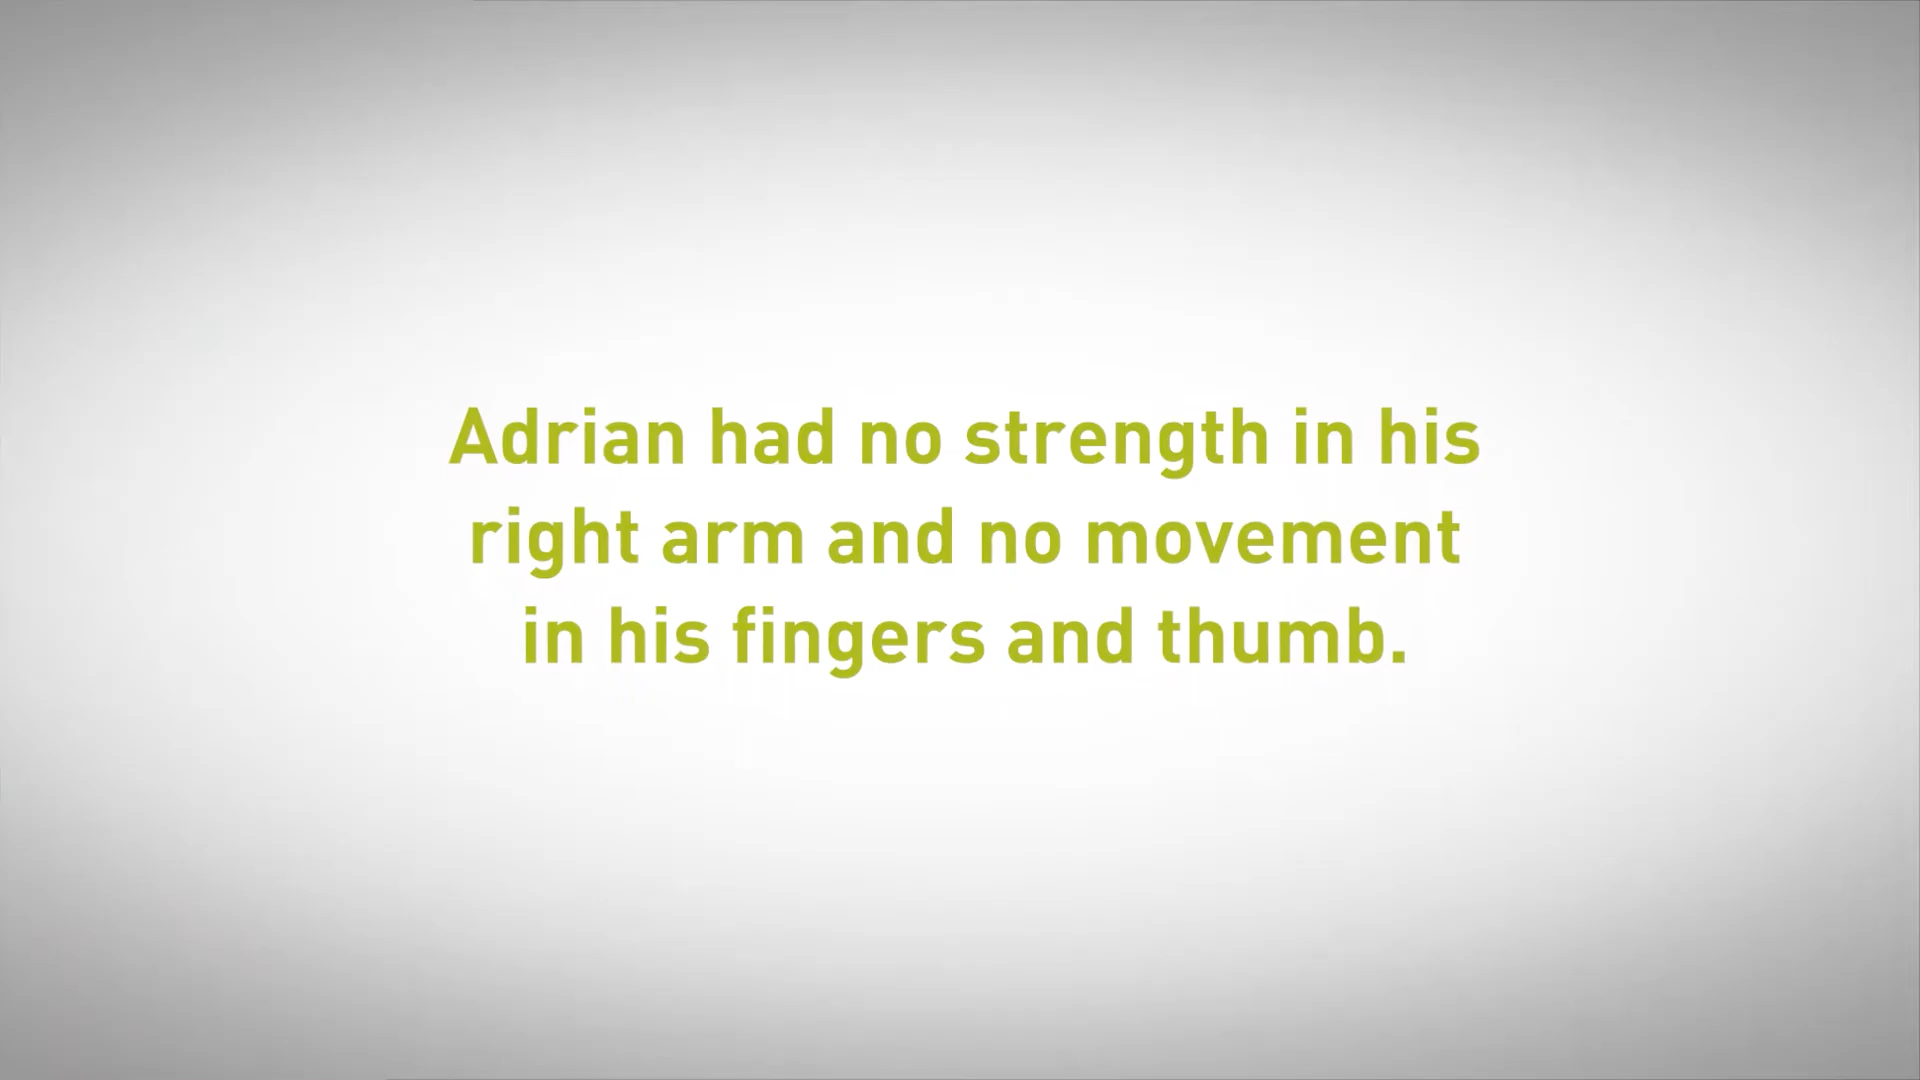 Adrian had no strength in his
right arm and no movement
in his fingers and thumb.